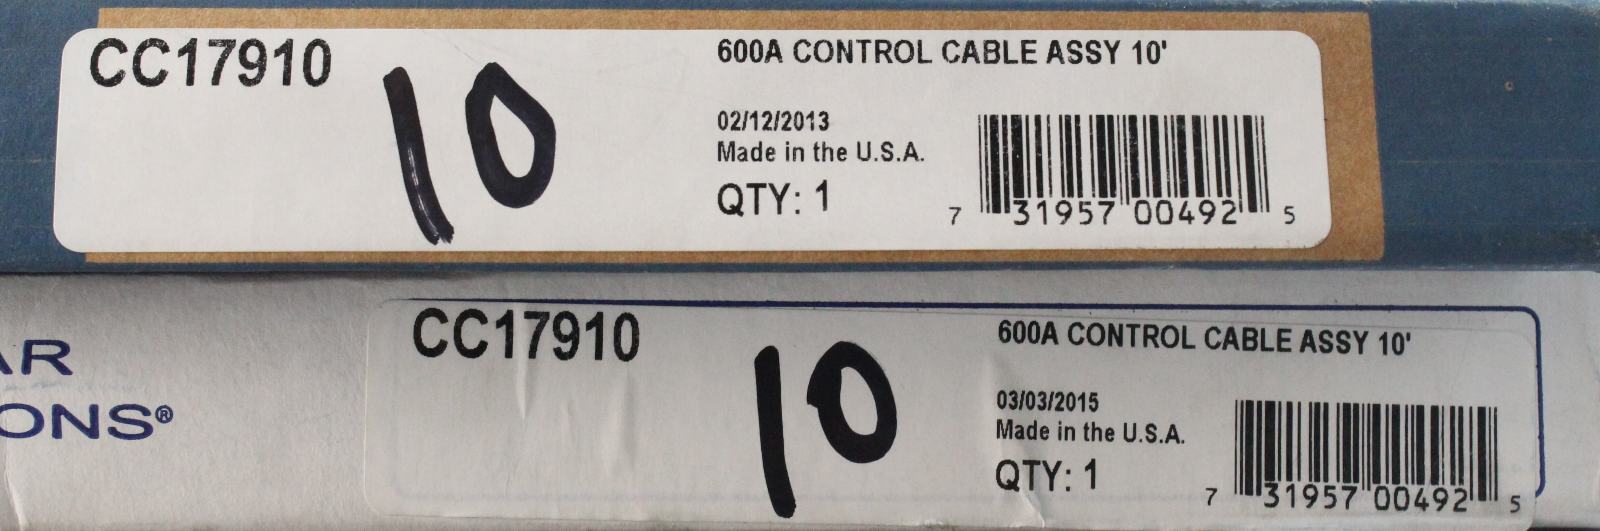 CC17910
10
600A CONTROL CABLE ASSY 10'
02/12/2013
Made in the U.S.A.
QTY: 1
7 31957 00492 5
AR
ONS®
CC17910
10
600A CONTROL CABLE ASSY 10'
03/03/2015
Made in the U.S.A.
QTY: 1
7 31957 00492 5